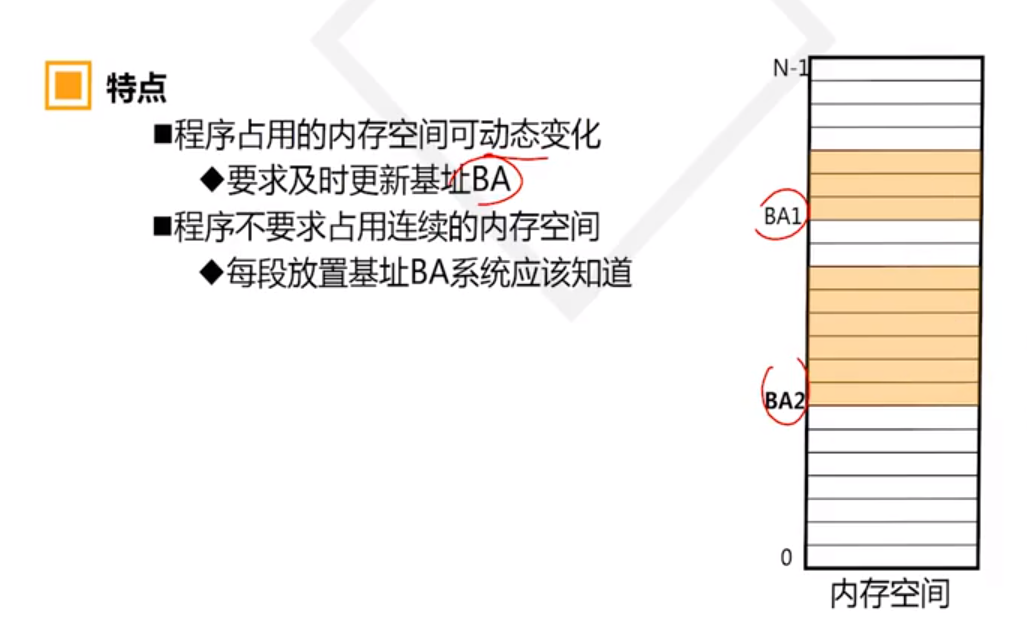 特点
■程序占用的内存空间可动态变化
◆要求及时更新基址BA
■程序不要求占用连续的内存空间
◆每段放置基址BA系统应该知道
N-1
BA1
BA2
0
内存空间